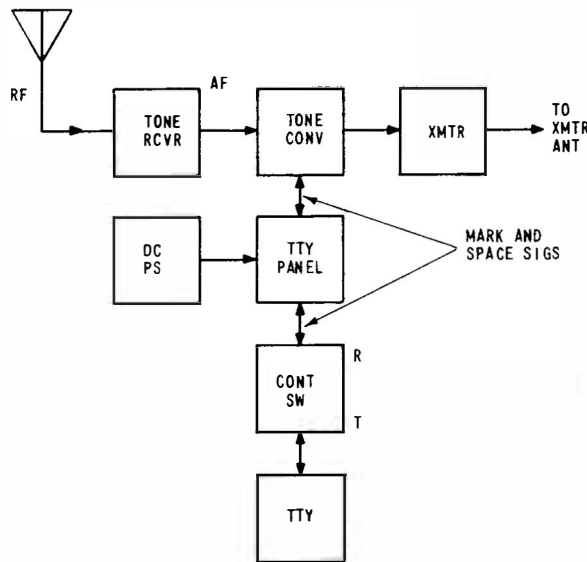 RF
TONE
RCVR
AF
TONE
CONV
XMTR
TO
XMTR
ANT
DC
PS
TTY
PANEL
MARK AND
SPACE SIGS
CONT
SW
R
T
TTY